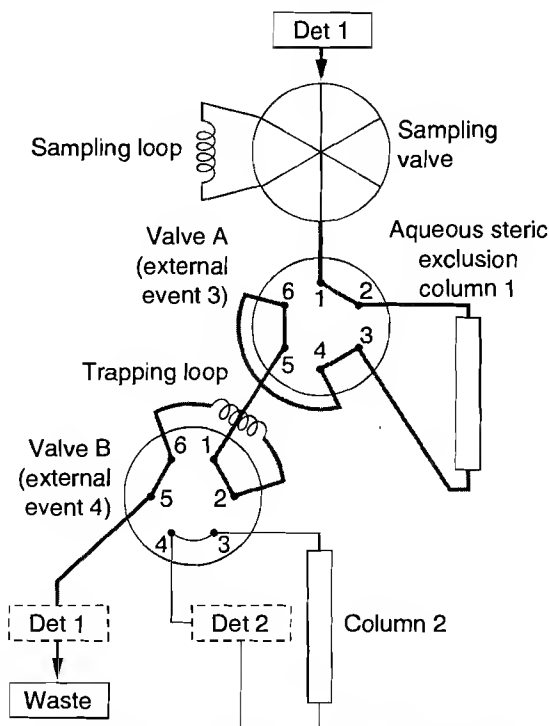 Det 1
Sampling loop
Sampling
valve
Valve A
(external
event 3)
Aqueous steric
exclusion
column 1
6
1
2
5
4
3
Trapping loop
Valve B
(external
event 4)
6
1
5
2
4
3
Det 1
Det 2
Column 2
Waste